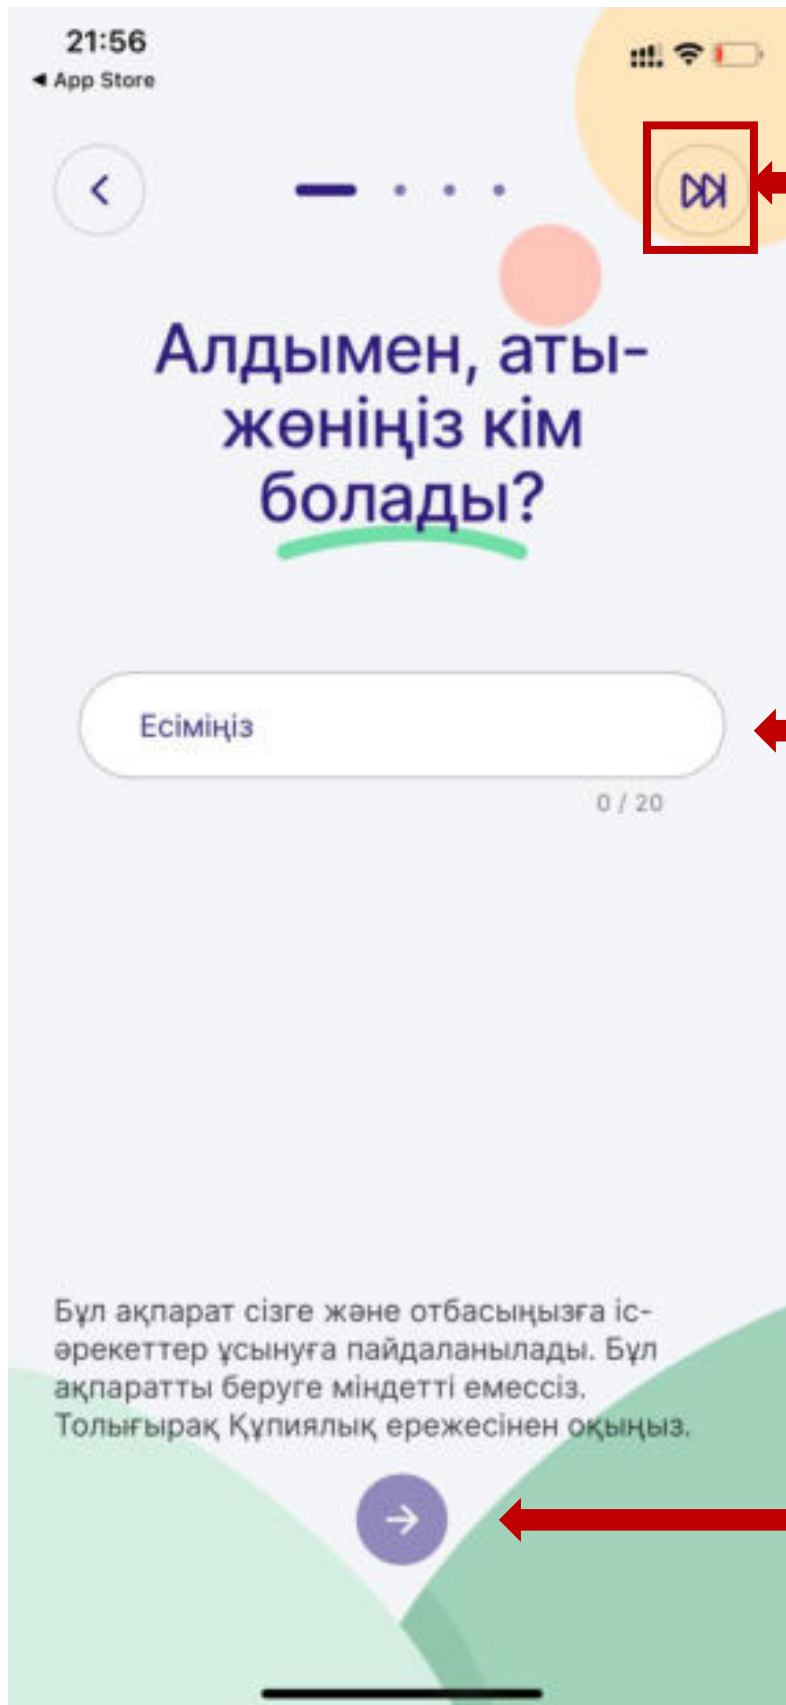 21:56
◀ App Store
Алдымен, аты-
жөніңіз кім
болады?
Есіміңіз
0 / 20
Бұл ақпарат сізге және отбасыңызға іс-
әрекеттер ұсынуға пайдаланылады. Бұл
ақпаратты беруге міндетті емессіз.
Толығырақ Құпиялық ережесінен оқыңыз.